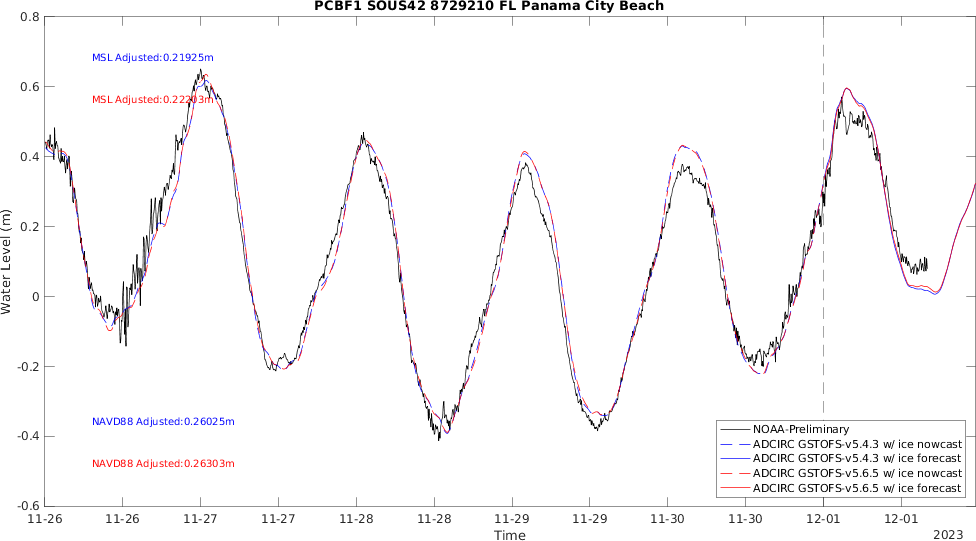 PCBF1 SOUS42 8729210 FL Panama City Beach
0.8
0.6
0.4
0.2
0
-0.2
-0.4
-0.6
Water Level (m)
MSL Adjusted:0.21925m
MSL Adjusted:0.22203m
NAVD88 Adjusted:0.26025m
NAVD88 Adjusted:0.26303m
NOAA-Preliminary
ADCIRC GSTOFS-v5.4.3 w/ ice nowcast
ADCIRC GSTOFS-v5.4.3 w/ ice forecast
ADCIRC GSTOFS-v5.6.5 w/ ice nowcast
ADCIRC GSTOFS-v5.6.5 w/ ice forecast
11-26 11-26 11-27 11-27 11-28 11-28 11-29 11-29 11-30 11-30 12-01 12-01
Time
2023